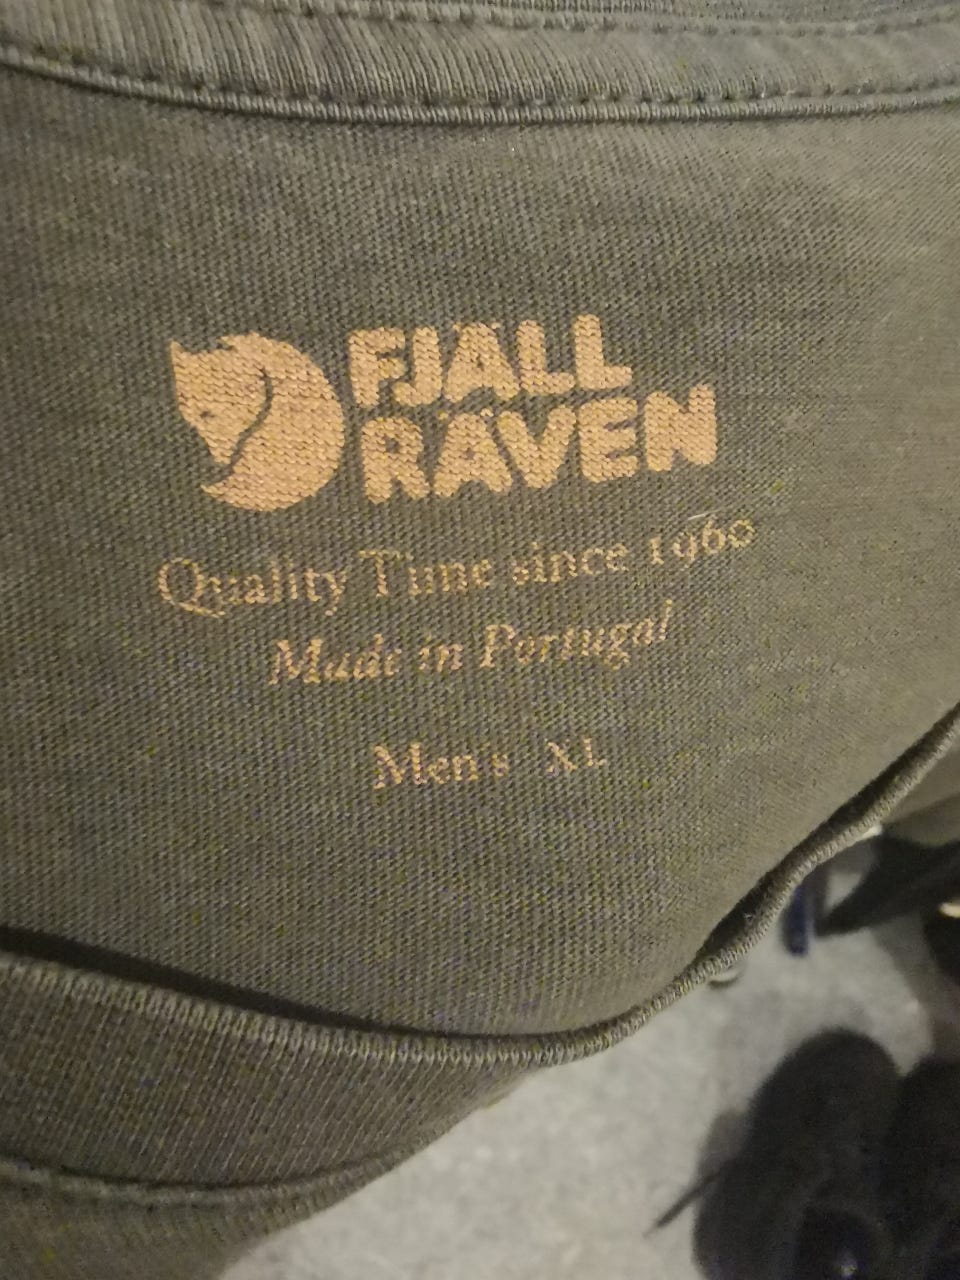 FJÄLL
RÄVEN
Quality Time since 1960
Made in Portugal
Men's XL